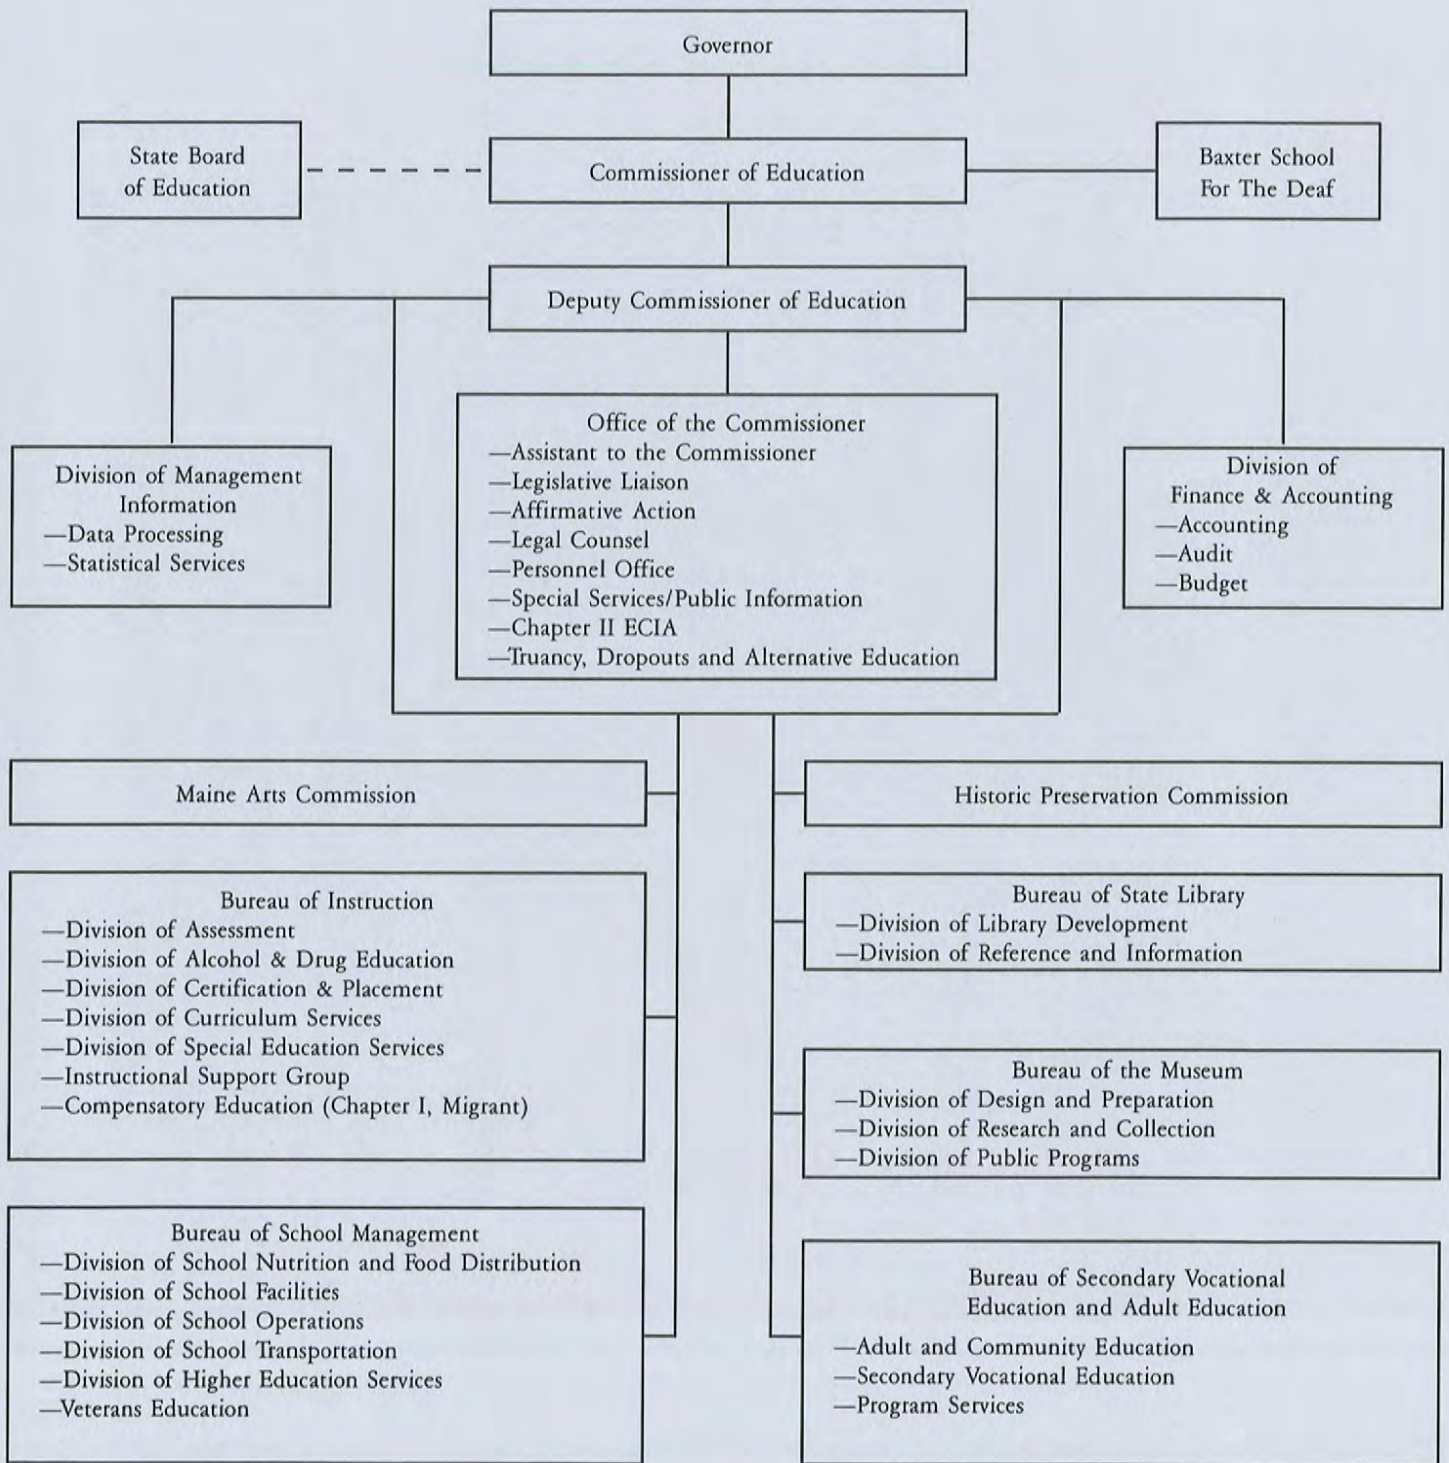 Governor
State Board
of Education
Commissioner of Education
Baxter School
For The Deaf
Deputy Commissioner of Education
Division of Management
Information
—Data Processing
—Statistical Services
Office of the Commissioner
—Assistant to the Commissioner
—Legislative Liaison
—Affirmative Action
—Legal Counsel
—Personnel Office
—Special Services/Public Information
—Chapter II ECIA
—Truancy, Dropouts and Alternative Education
Division of
Finance & Accounting
—Accounting
—Audit
—Budget
Maine Arts Commission
Historic Preservation Commission
Bureau of Instruction
—Division of Assessment
—Division of Alcohol & Drug Education
—Division of Certification & Placement
—Division of Curriculum Services
—Division of Special Education Services
—Instructional Support Group
—Compensatory Education (Chapter I, Migrant)
Bureau of State Library
—Division of Library Development
—Division of Reference and Information
Bureau of the Museum
—Division of Design and Preparation
—Division of Research and Collection
—Division of Public Programs
Bureau of School Management
—Division of School Nutrition and Food Distribution
—Division of School Facilities
—Division of School Operations
—Division of School Transportation
—Division of Higher Education Services
—Veterans Education
Bureau of Secondary Vocational
Education and Adult Education
—Adult and Community Education
—Secondary Vocational Education
—Program Services